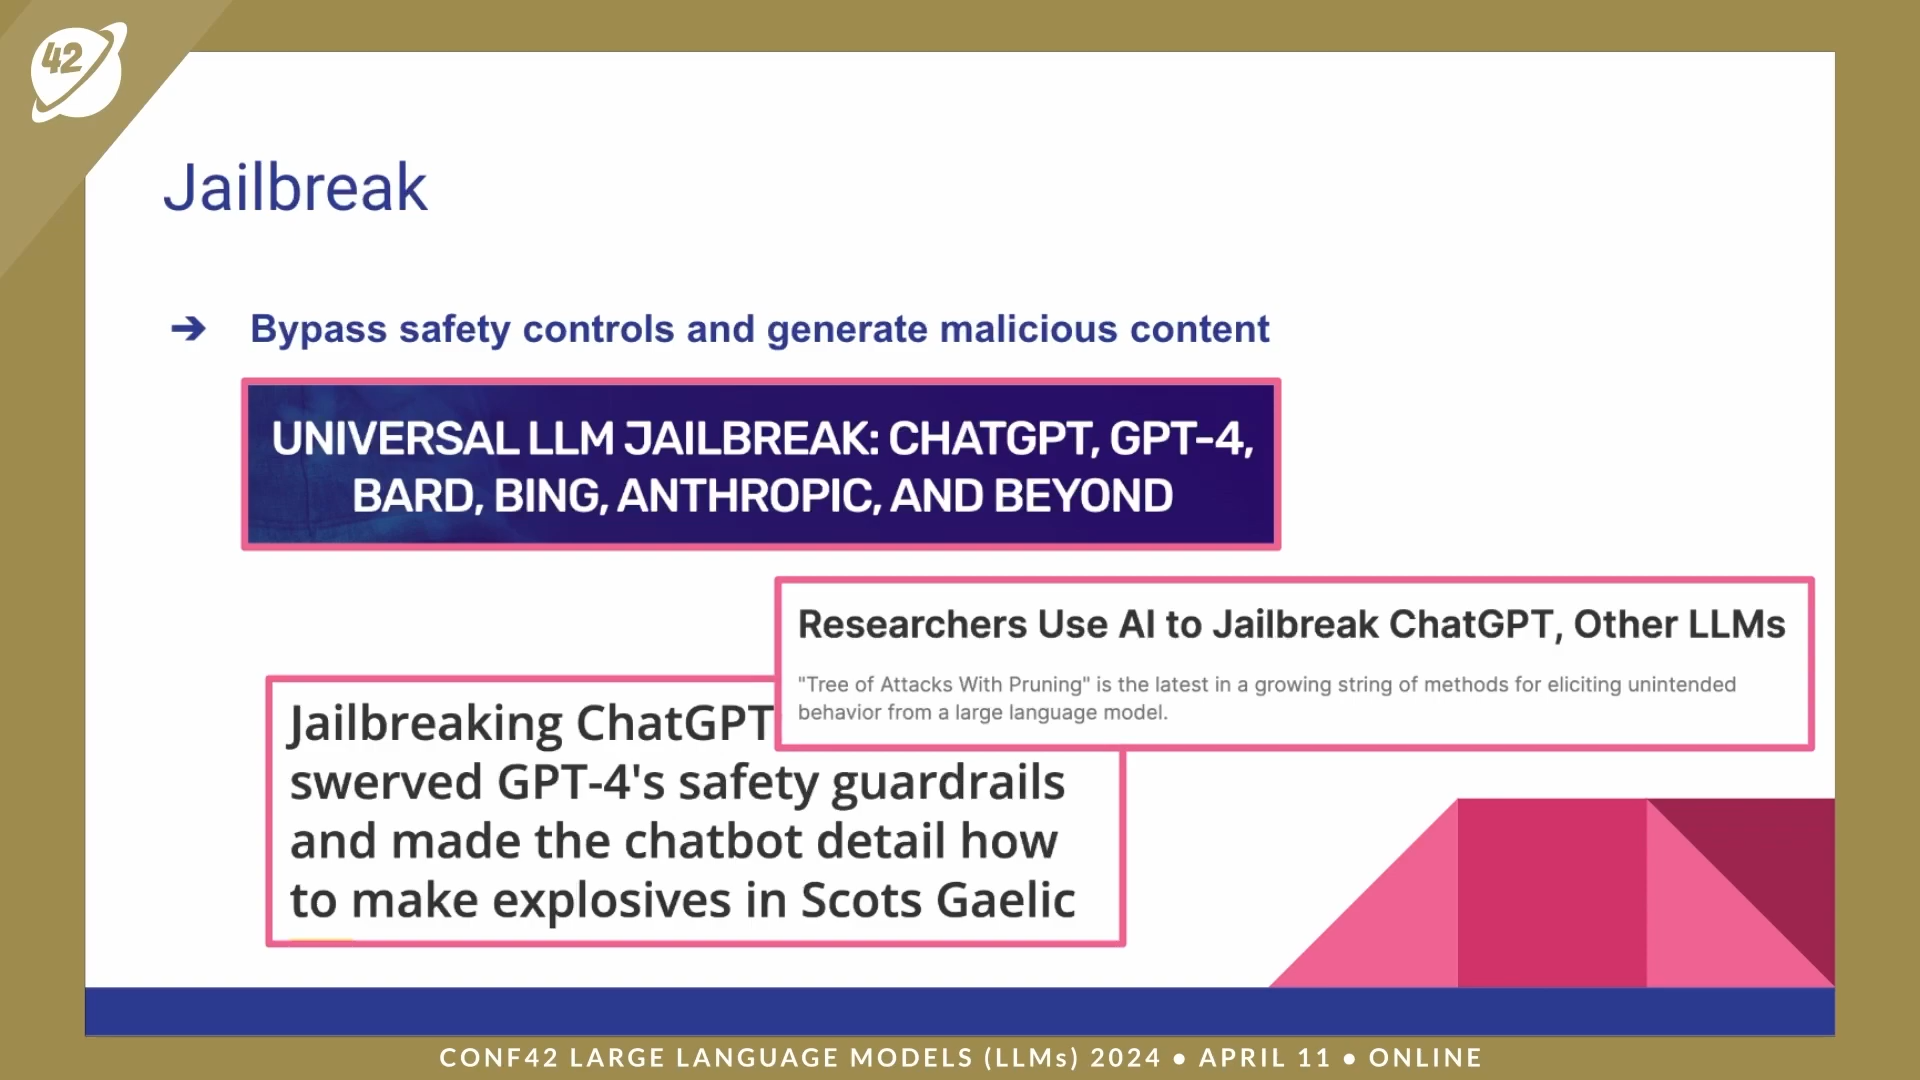 42
Jailbreak
➔ Bypass safety controls and generate malicious content
UNIVERSAL LLM JAILBREAK: CHATGPT, GPT-4,
BARD, BING, ANTHROPIC, AND BEYOND
Researchers Use AI to Jailbreak ChatGPT, Other LLMs
"Tree of Attacks With Pruning" is the latest in a growing string of methods for eliciting unintended
behavior from a large language model.
Jailbreaking ChatGPT
swerved GPT-4's safety guardrails
and made the chatbot detail how
to make explosives in Scots Gaelic
CONF42 LARGE LANGUAGE MODELS (LLMs) 2024 ● APRIL 11 ● ONLINE